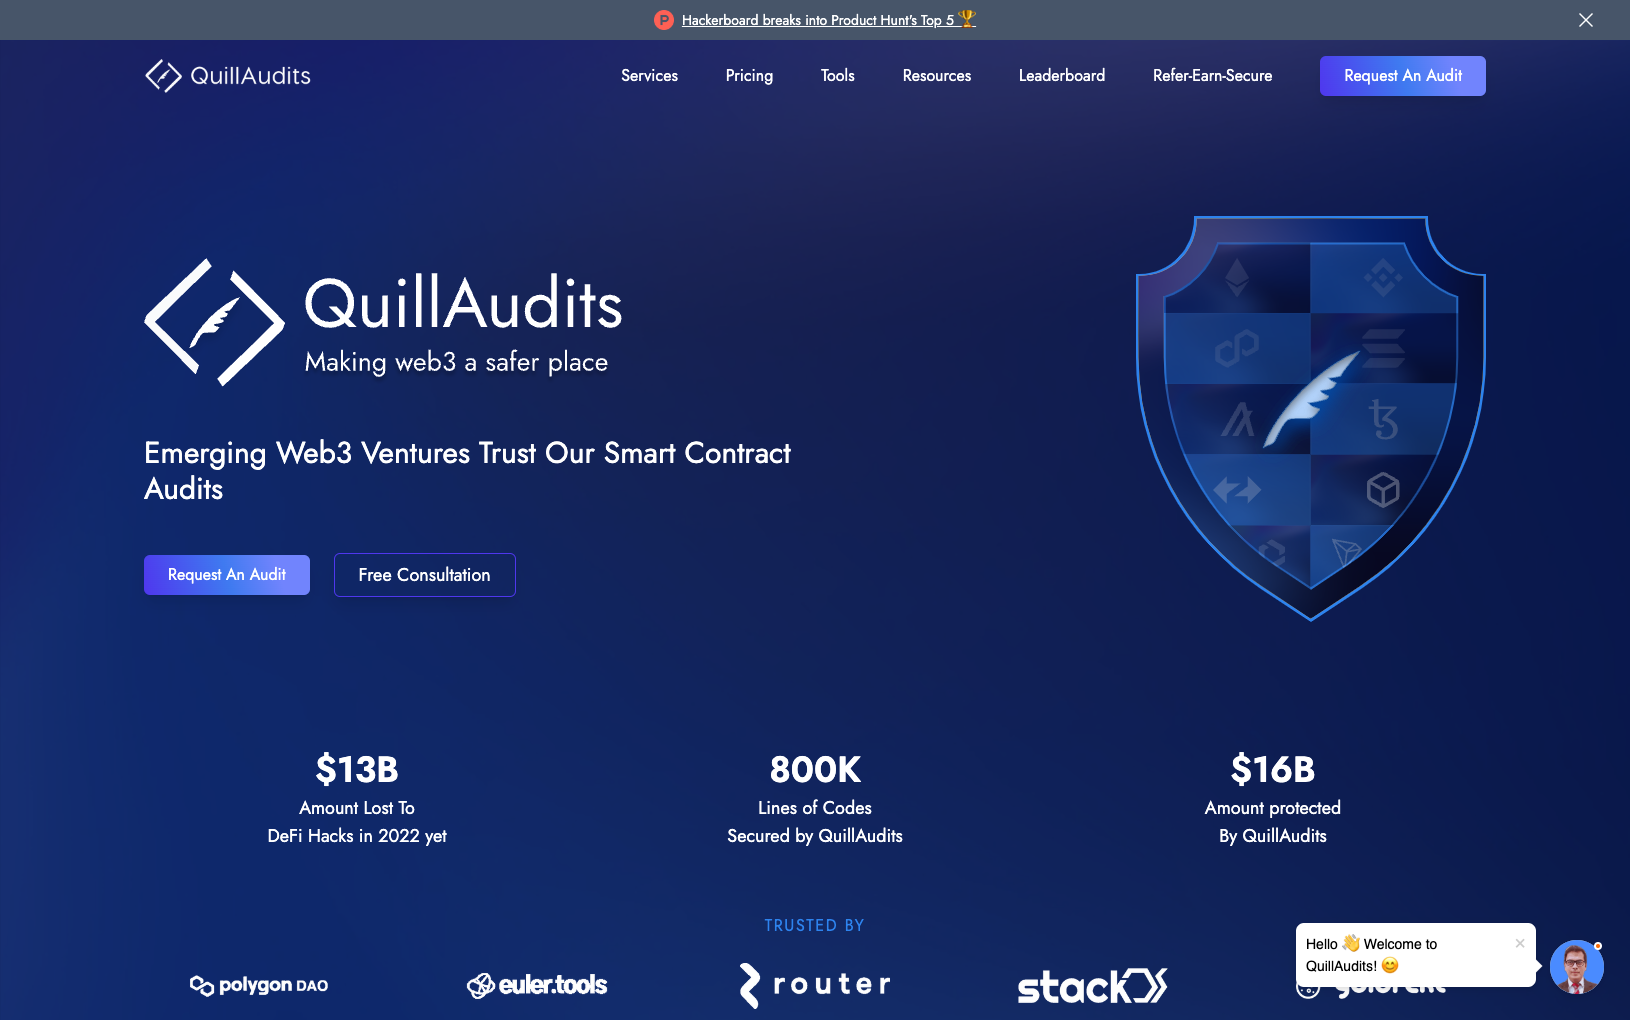 Hackerboard breaks into Product Hunt's Top 5 🏆
QuillAudits
Services
Pricing
Tools
Resources
Leaderboard
Refer-Earn-Secure
Request An Audit
QuillAudits
Making web3 a safer place
Emerging Web3 Ventures Trust Our Smart Contract
Audits
Request An Audit
Free Consultation
$13B
Amount Lost To
DeFi Hacks in 2022 yet
800K
Lines of Codes
Secured by QuillAudits
$16B
Amount protected
By QuillAudits
TRUSTED BY
polygon DAO
euler.tools
router
stack
Hello 👋 Welcome to
QuillAudits! 😊